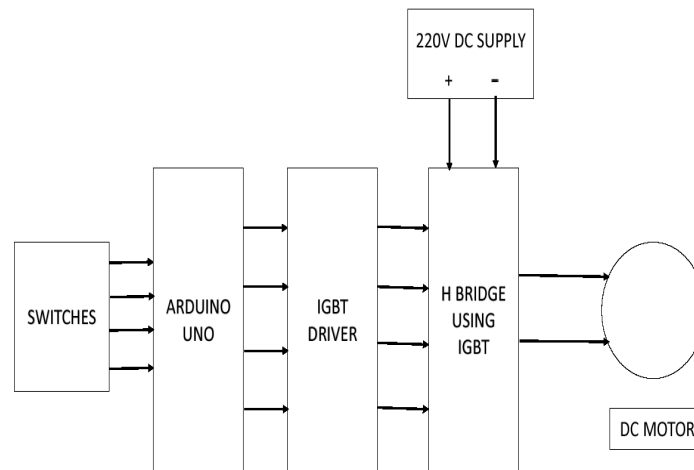 220V DC SUPPLY
+ =
SWITCHES
ARDUINO
UNO
IGBT
DRIVER
H BRIDGE
USING
IGBT
DC MOTOR